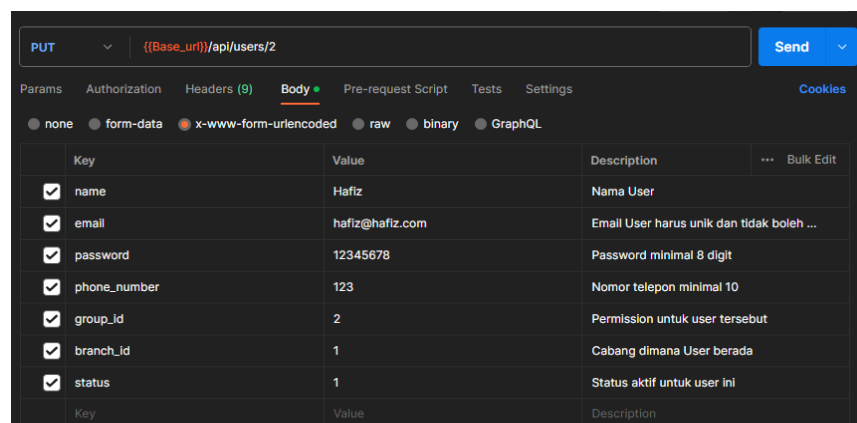 PUT {{Base_url}}/api/users/2 Send
Params Authorization Headers (9) Body Pre-request Script Tests Settings Cookies
none form-data x-www-form-urlencoded raw binary GraphQL
Key Value Description ... Bulk Edit
name Hafiz Nama User
email hafiz@hafiz.com Email User harus unik dan tidak boleh ...
password 12345678 Password minimal 8 digit
phone_number 123 Nomor telepon minimal 10
group_id 2 Permission untuk user tersebut
branch_id 1 Cabang dimana User berada
status 1 Status aktif untuk user ini
Key Value Description